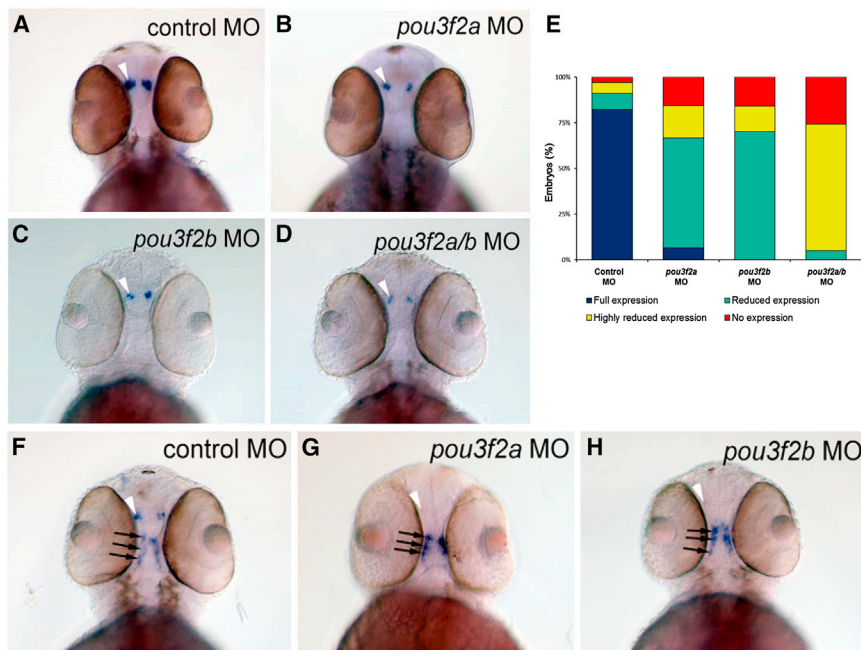 A
control MO
B
pou3f2a MO
C
pou3f2b MO
D
pou3f2a/b MO
E
100%
75%
50%
25%
0%
Embryos (%)
Control
MO
pou3f2a
MO
pou3f2b
MO
pou3f2a/b
MO
Full expression
Reduced expression
Highly reduced expression
No expression
F
control MO
G
pou3f2a MO
H
pou3f2b MO